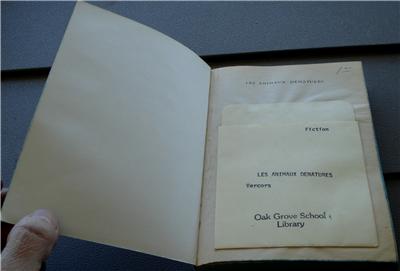 LES ANIMAUX DENATURES
Fiction
LES ANIMAUX DENATURES
Vercors
Oak Grove School
Library